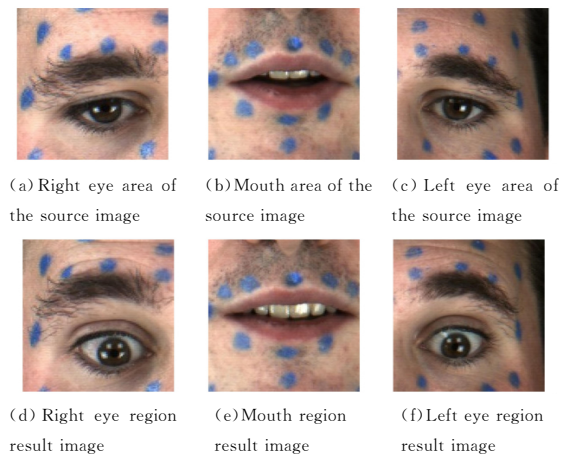 (a) Right eye area of
the source image
(b)Mouth area of the
source image
(c) Left eye area of
the source image
(d) Right eye region
result image
(e)Mouth region
result image
(f)Left eye region
result image